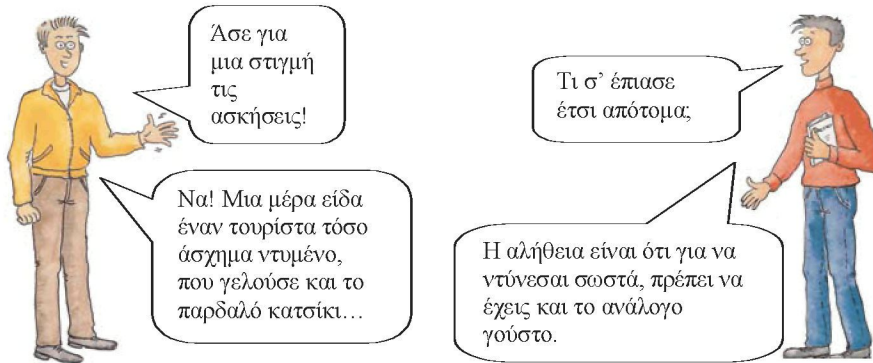 Άσε για
μια στιγμή
τις
ασκήσεις!
Τι σ’ έπιασε
έτσι απότομα;
Να! Μια μέρα είδα
έναν τουρίστα τόσο
άσχημα ντυμένο,
που γελούσε και το
παρδαλό κατσίκι…
Η αλήθεια είναι ότι για να
ντύνεσαι σωστά, πρέπει να
έχεις και το ανάλογο
γούστο.